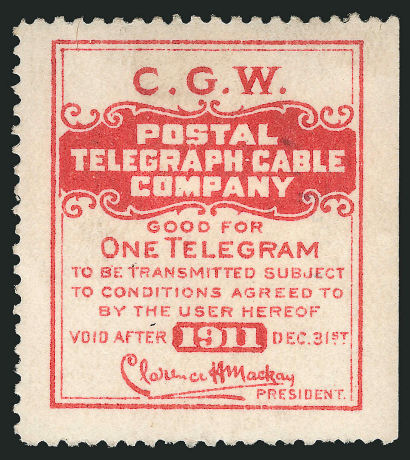 C.G.W.
POSTAL
TELEGRAPH-CABLE
COMPANY
GOOD FOR
ONE TELEGRAM
TO BE TRANSMITTED SUBJECT
TO CONDITIONS AGREED TO
BY THE USER HEREOF
VOID AFTER 1911 DEC. 31ST
Clarence H Mackay
PRESIDENT.